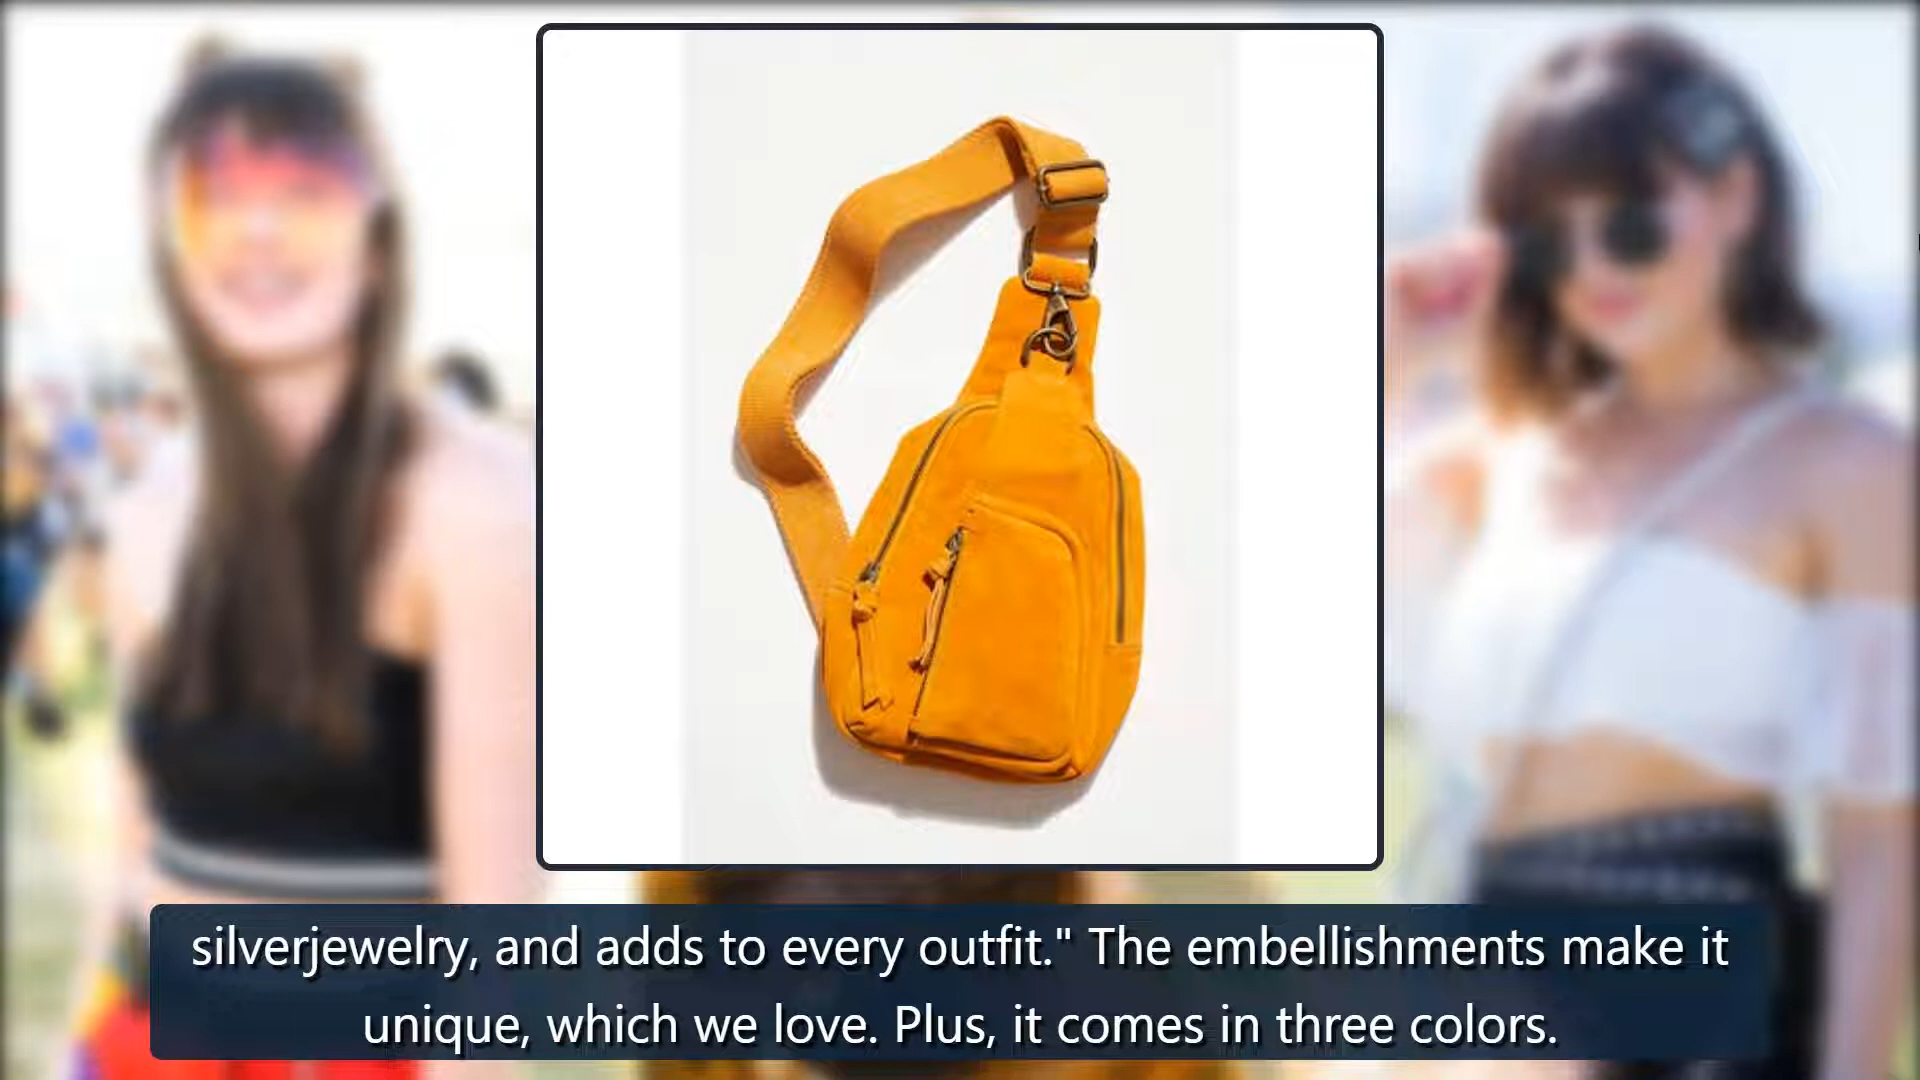 silverjewelry, and adds to every outfit." The embellishments make it
unique, which we love. Plus, it comes in three colors.